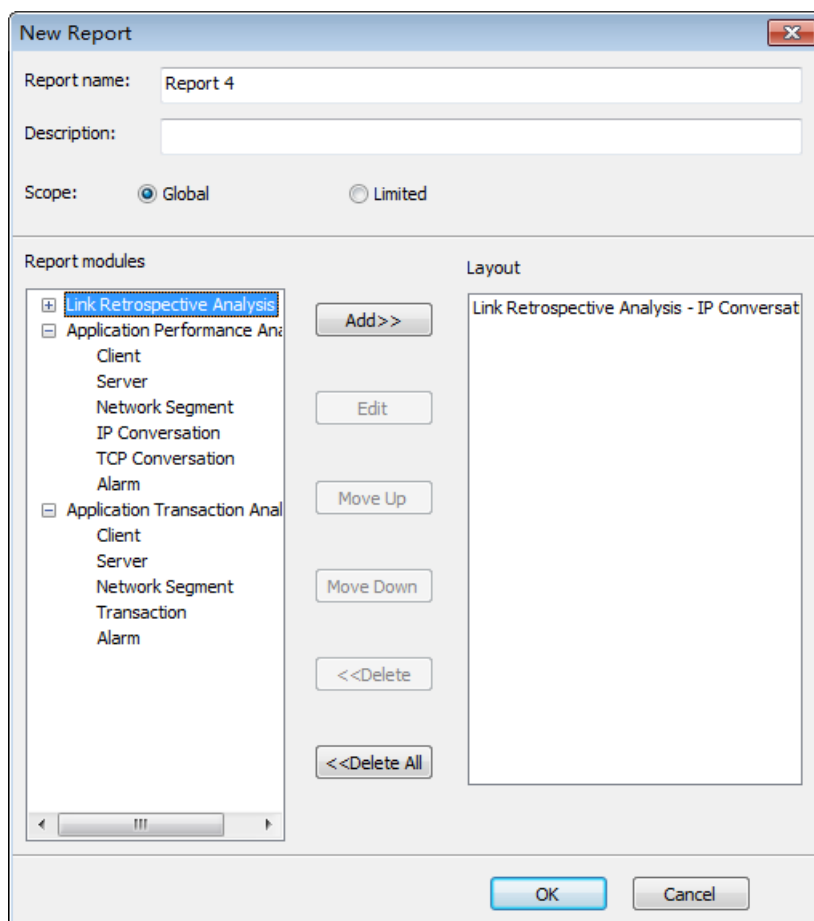 New Report
Report name: Report 4
Description:
Scope: Global Limited
Report modules
Layout
Link Retrospective Analysis
Application Performance Ana
Client
Server
Network Segment
IP Conversation
TCP Conversation
Alarm
Application Transaction Anal
Client
Server
Network Segment
Transaction
Alarm
Add>>
Edit
Move Up
Move Down
<<Delete
<<Delete All
Link Retrospective Analysis - IP Conversat
OK
Cancel